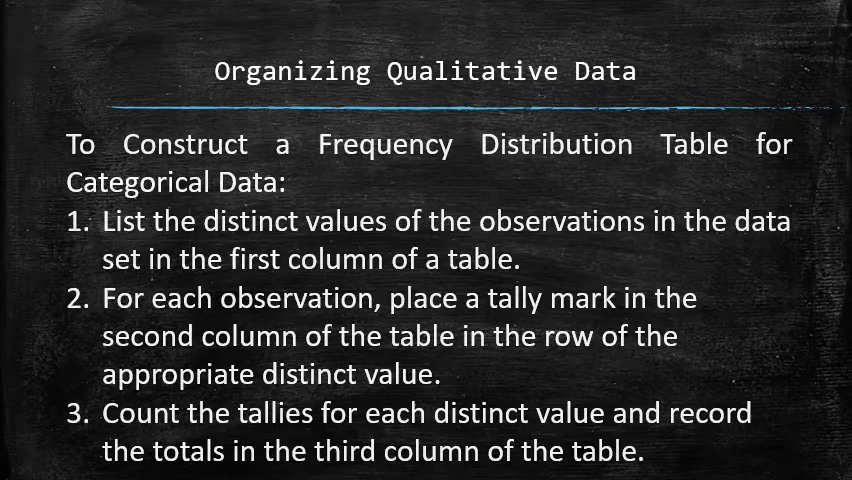 Organizing Qualitative Data
To Construct a Frequency Distribution Table for
Categorical Data:
1. List the distinct values of the observations in the data
set in the first column of a table.
2. For each observation, place a tally mark in the
second column of the table in the row of the
appropriate distinct value.
3. Count the tallies for each distinct value and record
the totals in the third column of the table.